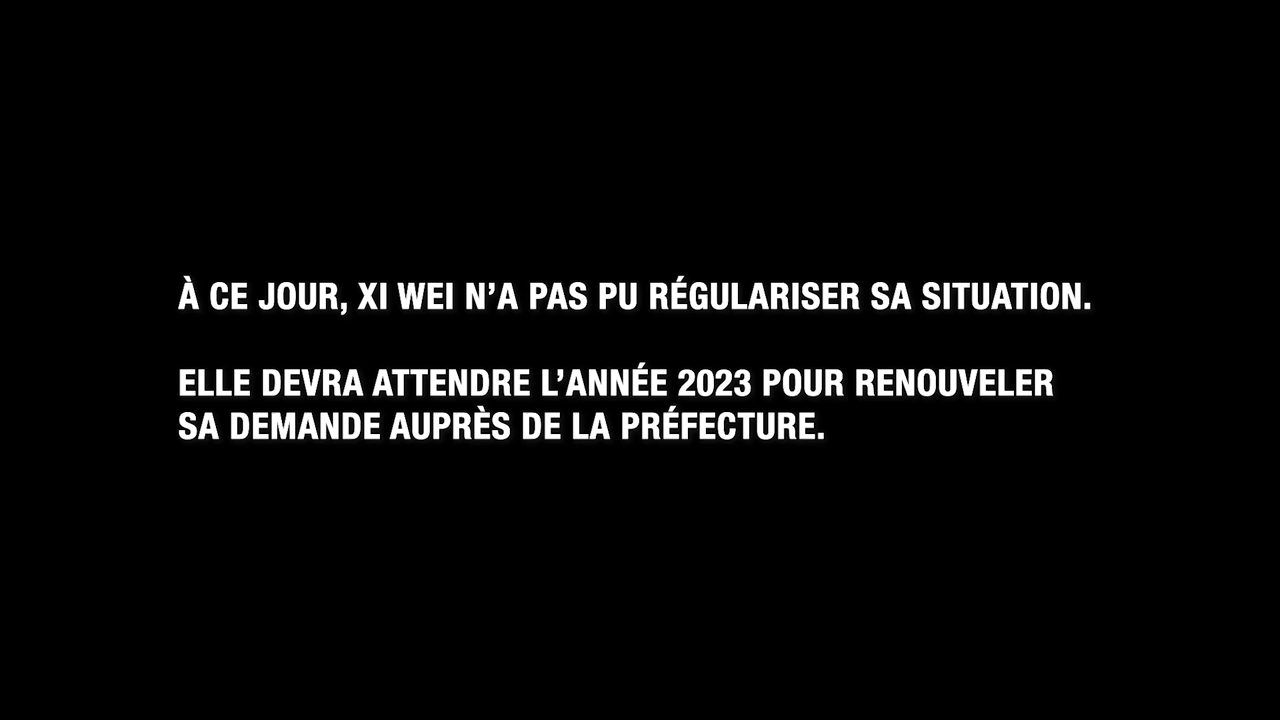 À CE JOUR, XI WEI N’A PAS PU RÉGULARISER SA SITUATION.
ELLE DEVRA ATTENDRE L’ANNÉE 2023 POUR RENOUVELER
SA DEMANDE AUPRÈS DE LA PRÉFECTURE.